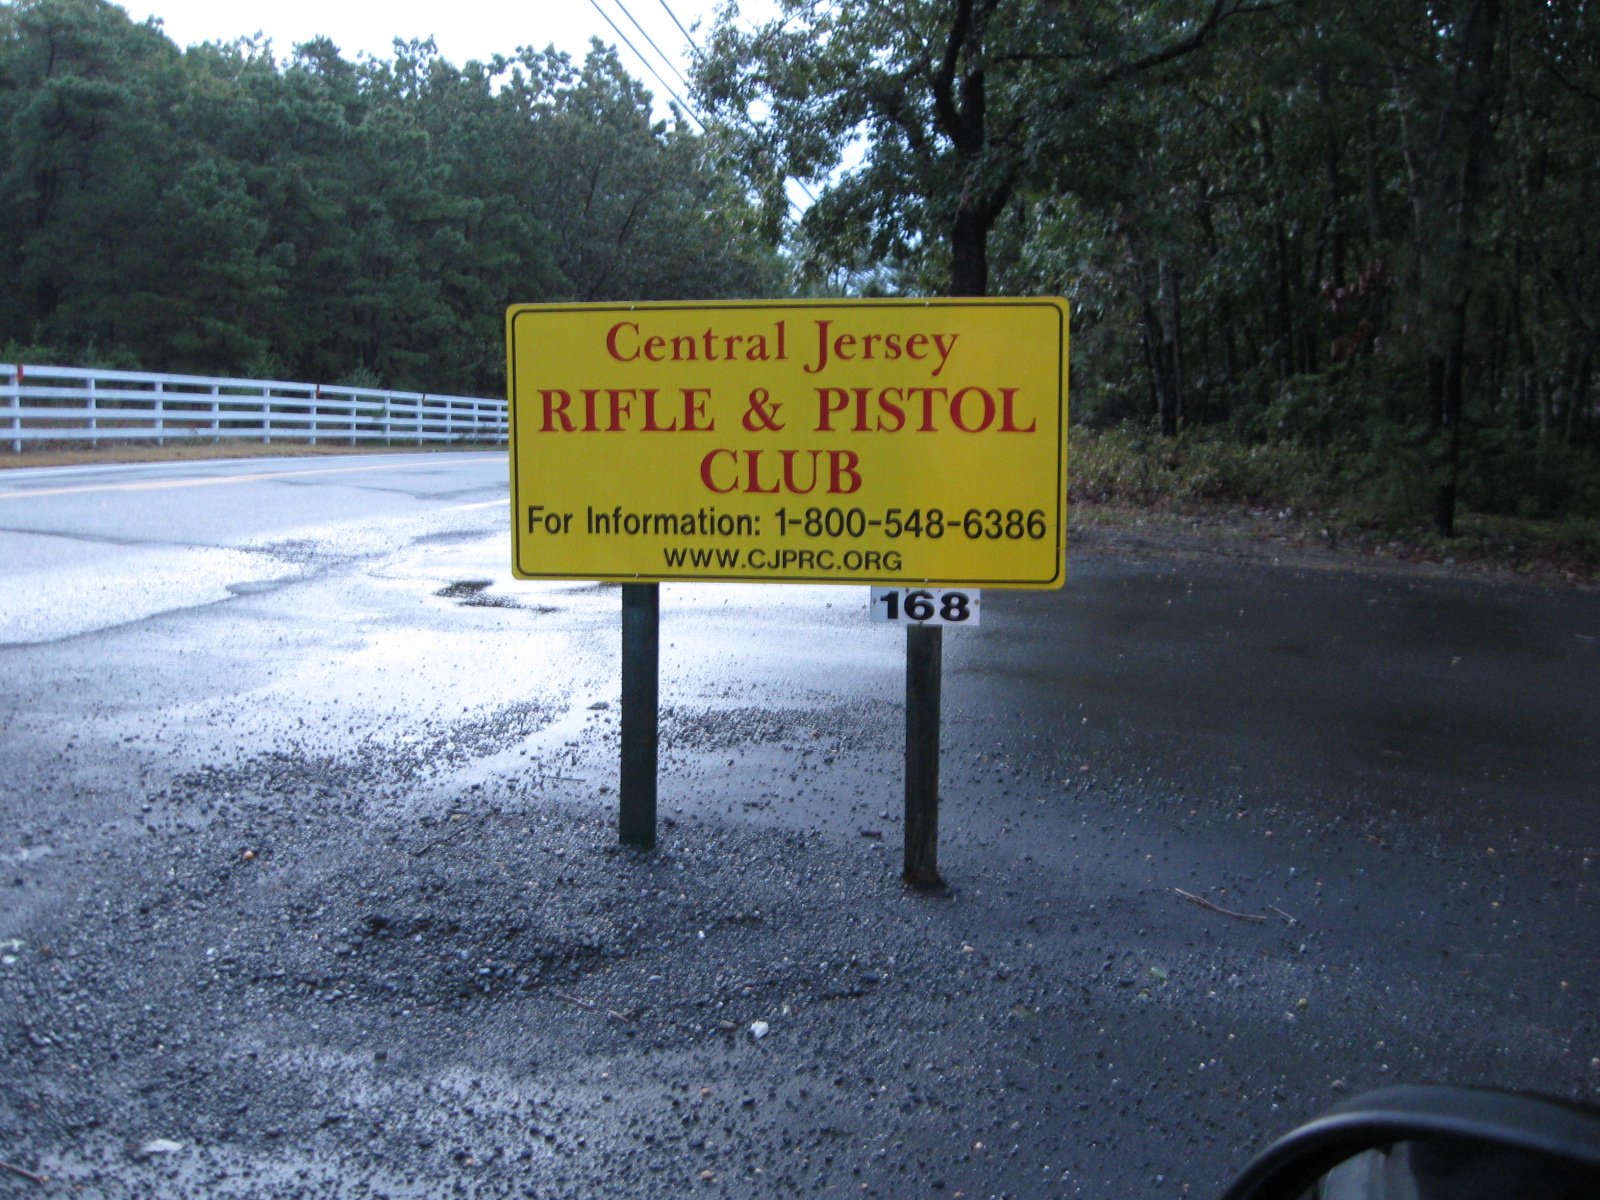 Central Jersey
RIFLE & PISTOL
CLUB
For Information: 1-800-548-6386
WWW.CJPRC.ORG
168